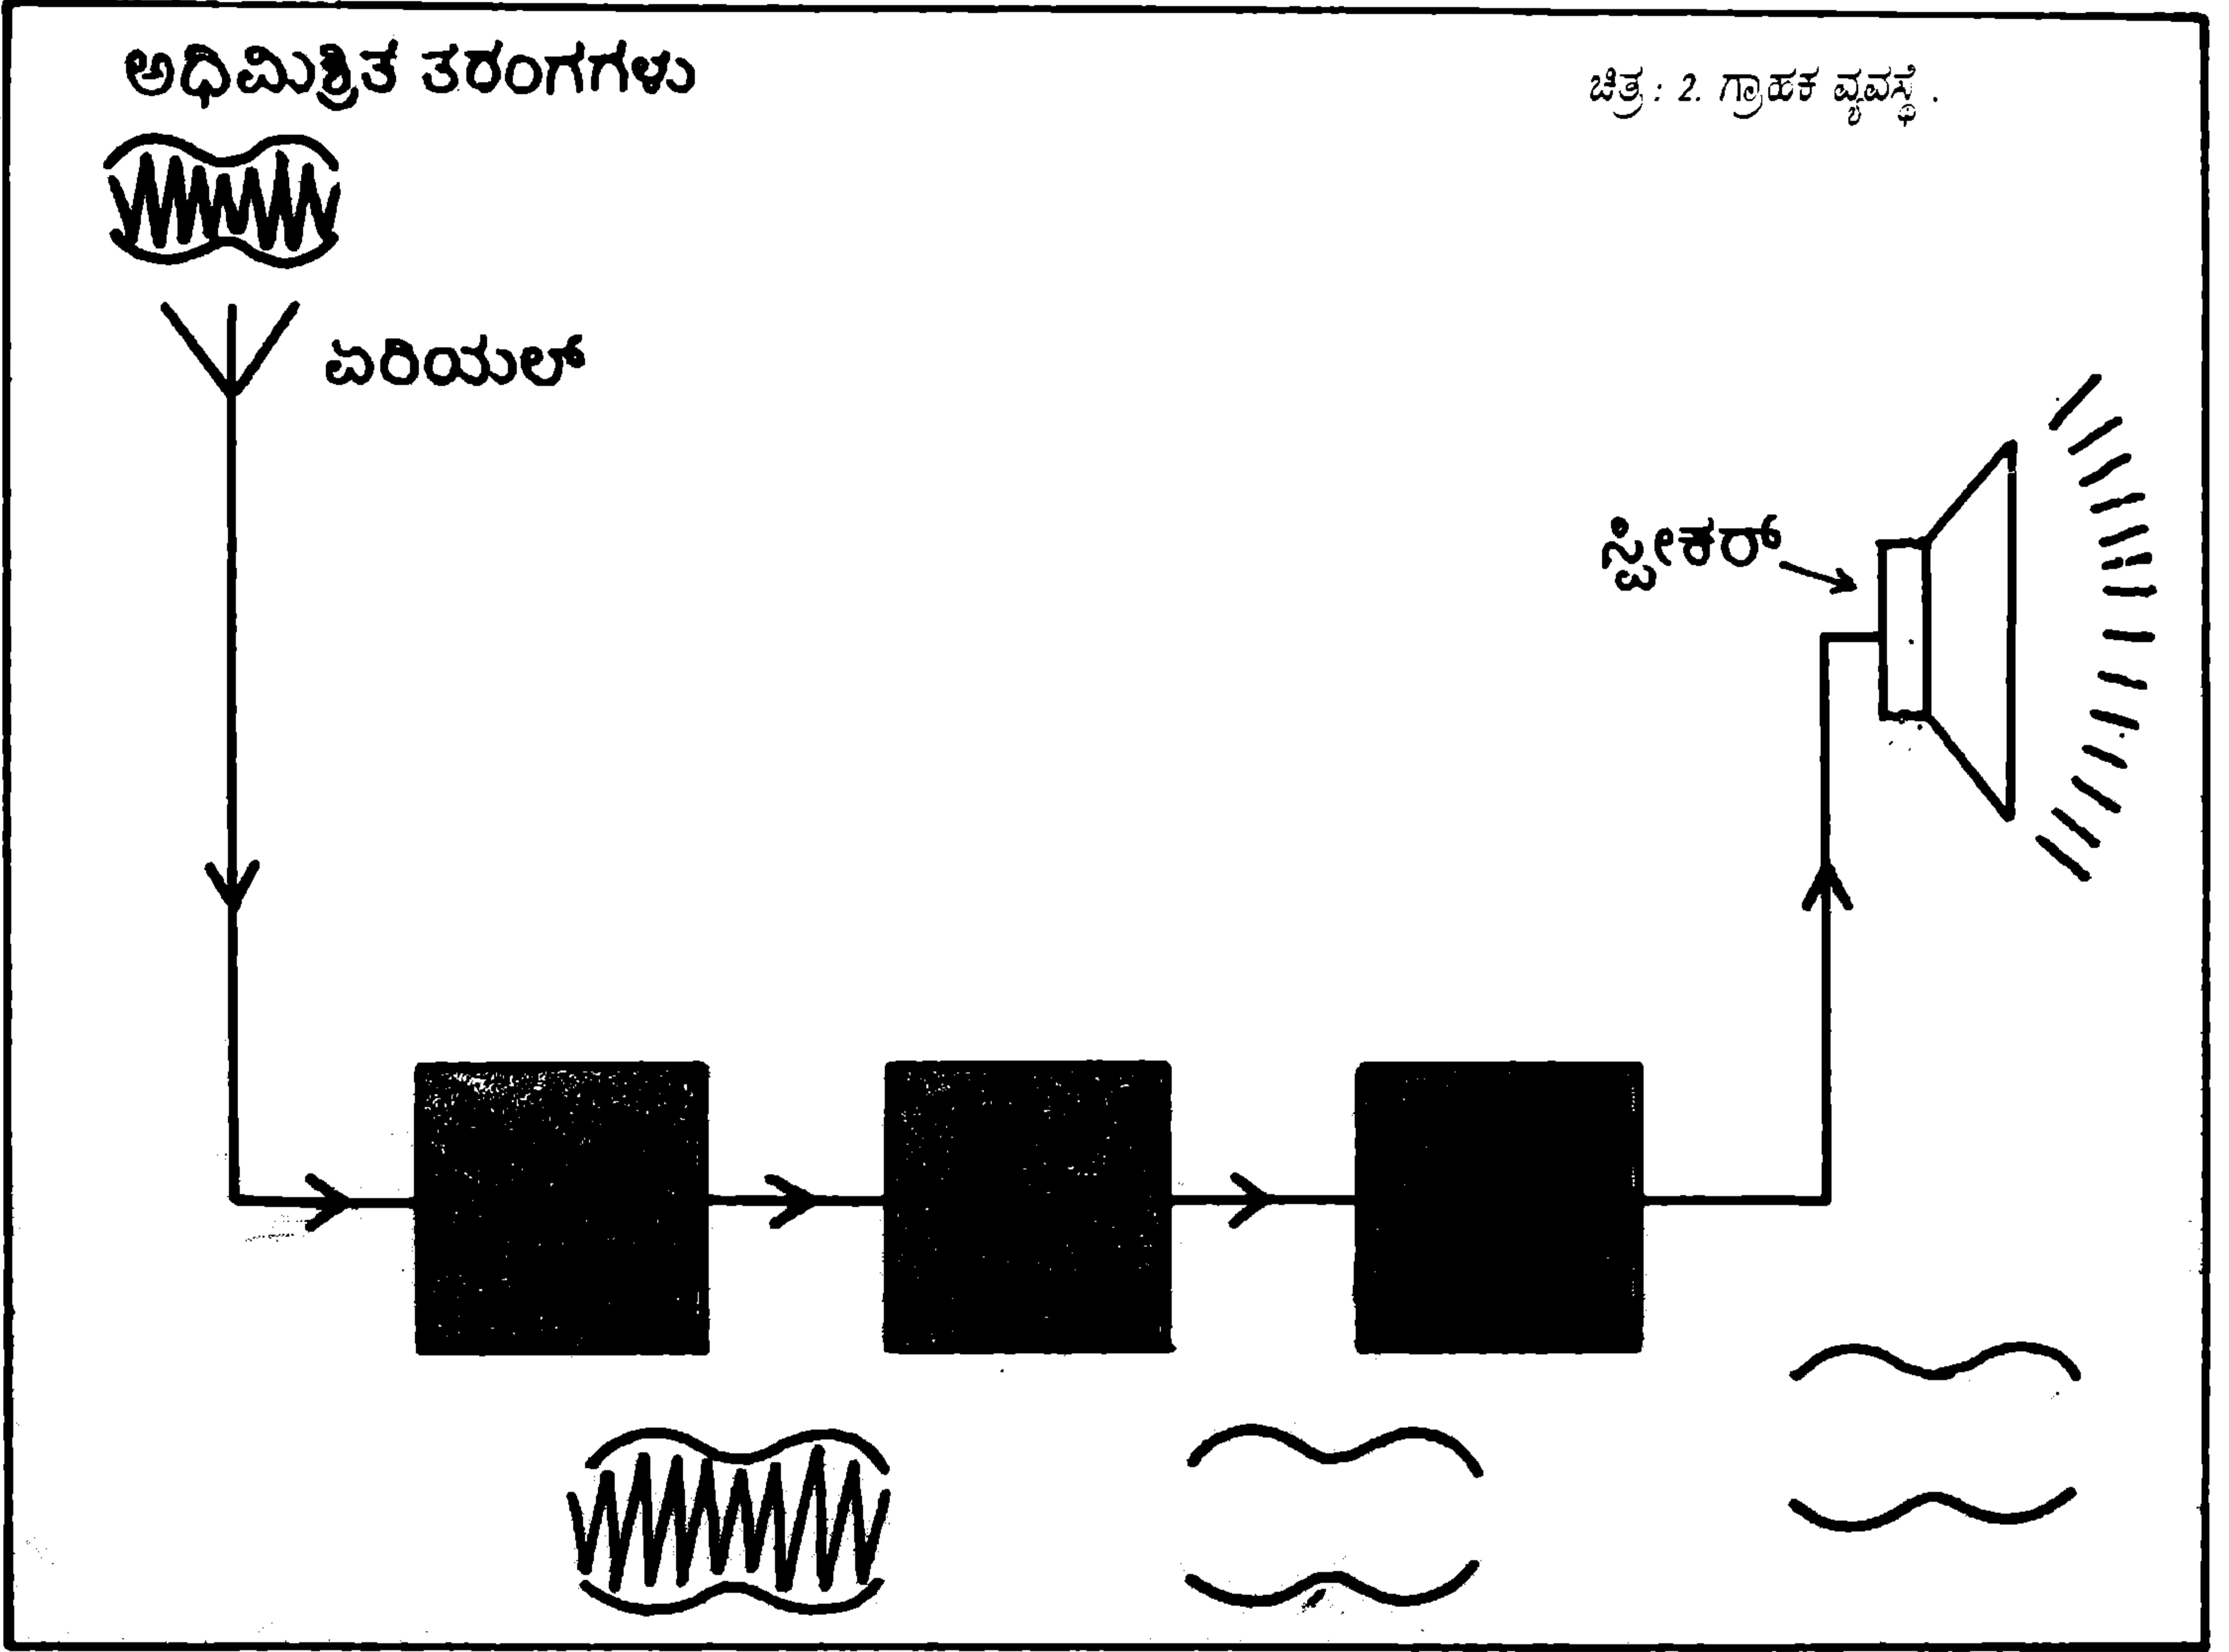 ಅಧಿಮಿಶ್ರಿತ ತರಂಗಗಳು
ಚಿತ್ರ : 2. ಗ್ರಾಹಕ ವ್ಯವಸ್ಥೆ .
ಏರಿಯಲ್
ಸ್ಪೀಕರ್